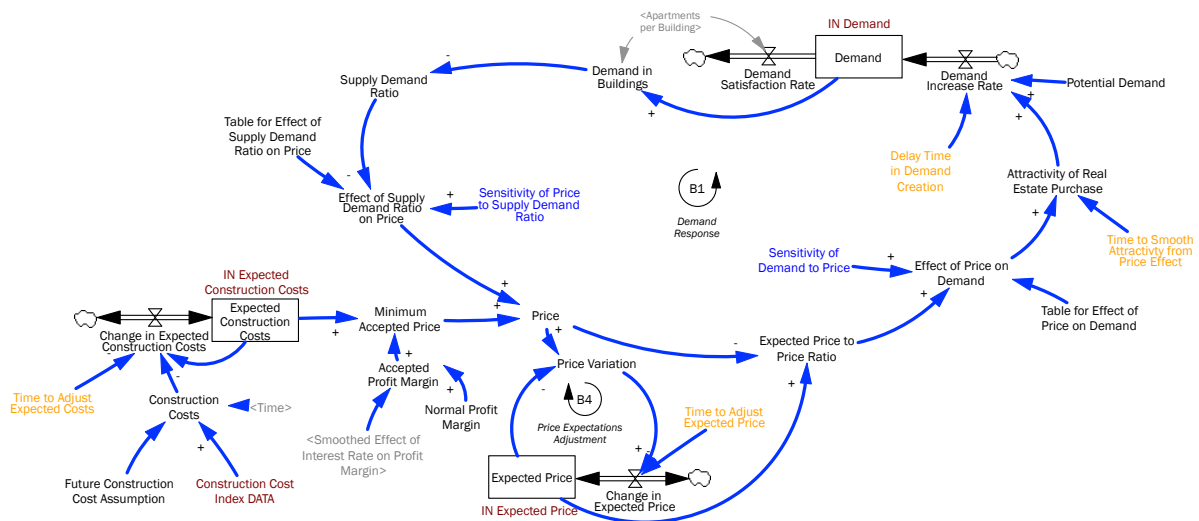 <Apartments
per Building>
IN Demand
Demand
Demand
Satisfaction Rate
Demand
Increase Rate
Potential Demand
Demand in
Buildings
Supply Demand
Ratio
Table for Effect of
Supply Demand
Ratio on Price
Effect of Supply
Demand Ratio
on Price
Sensitivity of Price
to Supply Demand
Ratio
B1
Demand
Response
Delay Time
in Demand
Creation
Attractivity of Real
Estate Purchase
Time to Smooth
Attractivty from
Price Effect
Sensitivity of
Demand to Price
Effect of Price on
Demand
Table for Effect of
Price on Demand
IN Expected
Construction Costs
Expected
Construction
Costs
Change in Expected
Construction Costs
Minimum
Accepted Price
Price
Expected Price to
Price Ratio
Time to Adjust
Expected Costs
Construction
Costs
<Time>
Accepted
Profit Margin
Normal Profit
Margin
Price Variation
B4
Price Expectations
Adjustment
Time to Adjust
Expected Price
<Smoothed Effect of
Interest Rate on Profit
Margin>
Future Construction
Cost Assumption
Construction Cost
Index DATA
Expected Price
IN Expected Price
Change in
Expected Price